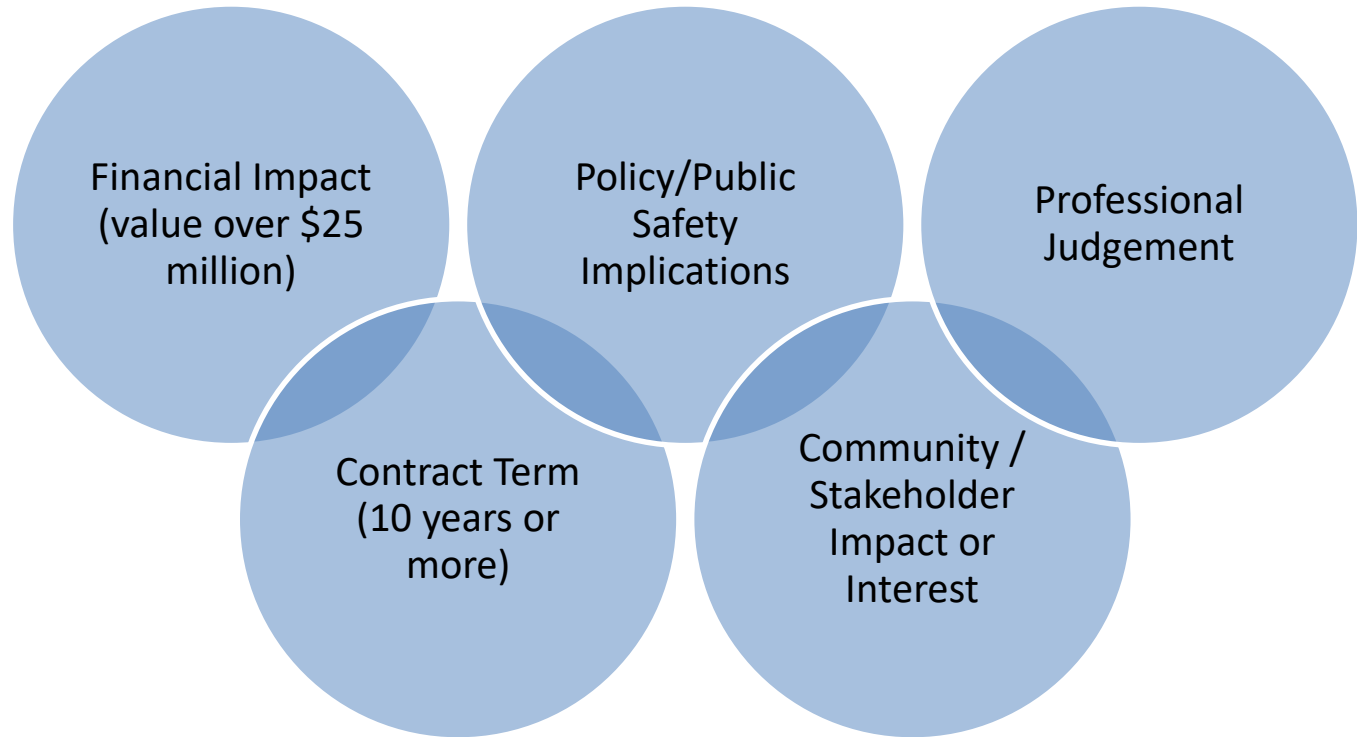 Financial Impact
(value over $25
million)
Policy/Public
Safety
Implications
Professional
Judgement
Contract Term
(10 years or
more)
Community /
Stakeholder
Impact or
Interest